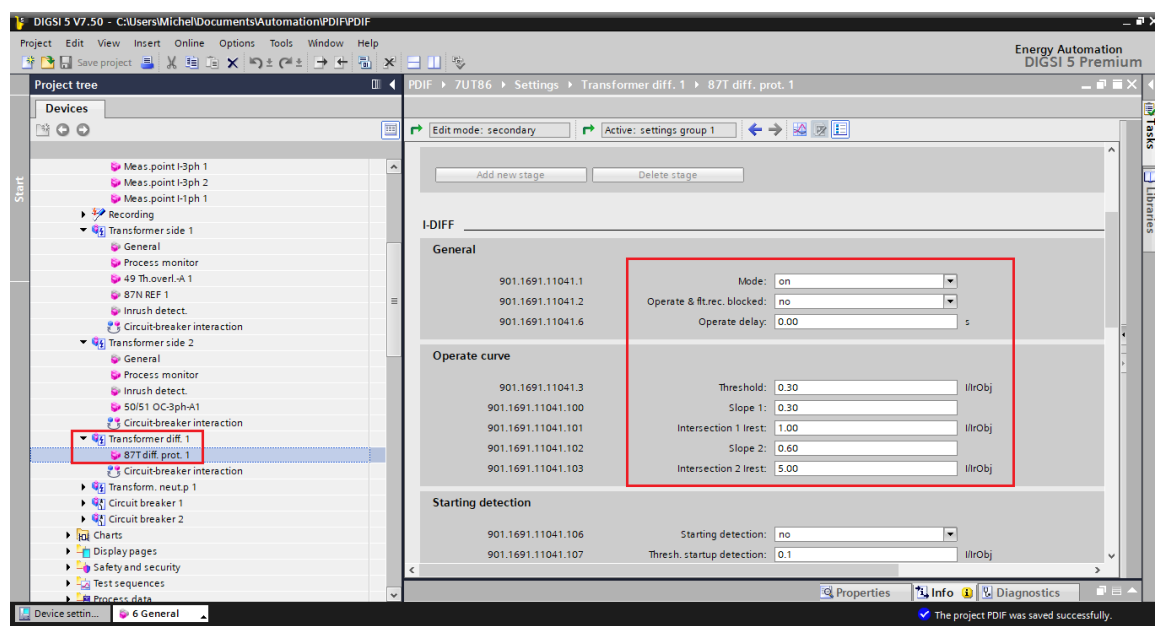 DIGSI 5 V7.50 - C:\Users\Michel\Documents\Automation\PDIF\PDIF
Project Edit View Insert Online Options Tools Window Help
Save project
Energy Automation
DIGSI 5 Premium
Project tree
PDIF 7UT86 Settings Transformer diff. 1 87T diff. prot. 1
Devices
Edit mode: secondary
Active: settings group 1
Start
Tasks
Libraries
Meas.point I-3ph 1
Meas.point I-3ph 2
Meas.point I-1ph 1
Recording
Transformer side 1
General
Process monitor
49 Th.overl.-A 1
87N REF 1
Inrush detect.
Circuit-breaker interaction
Transformer side 2
General
Process monitor
Inrush detect.
50/51 OC-3ph-A1
Circuit-breaker interaction
Transformer diff. 1
87T diff. prot. 1
Circuit-breaker interaction
Transform. neut.p 1
Circuit breaker 1
Circuit breaker 2
Charts
Display pages
Safety and security
Test sequences
Process data
Add new stage
Delete stage
I-DIFF
General
901.1691.11041.1 Mode: on
901.1691.11041.2 Operate & flt.rec. blocked: no
901.1691.11041.6 Operate delay: 0.00 s
Operate curve
901.1691.11041.3 Threshold: 0.30 I/IrObj
901.1691.11041.100 Slope 1: 0.30
901.1691.11041.101 Intersection 1 Irest: 1.00 I/IrObj
901.1691.11041.102 Slope 2: 0.60
901.1691.11041.103 Intersection 2 Irest: 5.00 I/IrObj
Starting detection
901.1691.11041.106 Starting detection: no
901.1691.11041.107 Thresh. startup detection: 0.1 I/IrObj
Properties Info Diagnostics
Device settin...
6 General
The project PDIF was saved successfully.